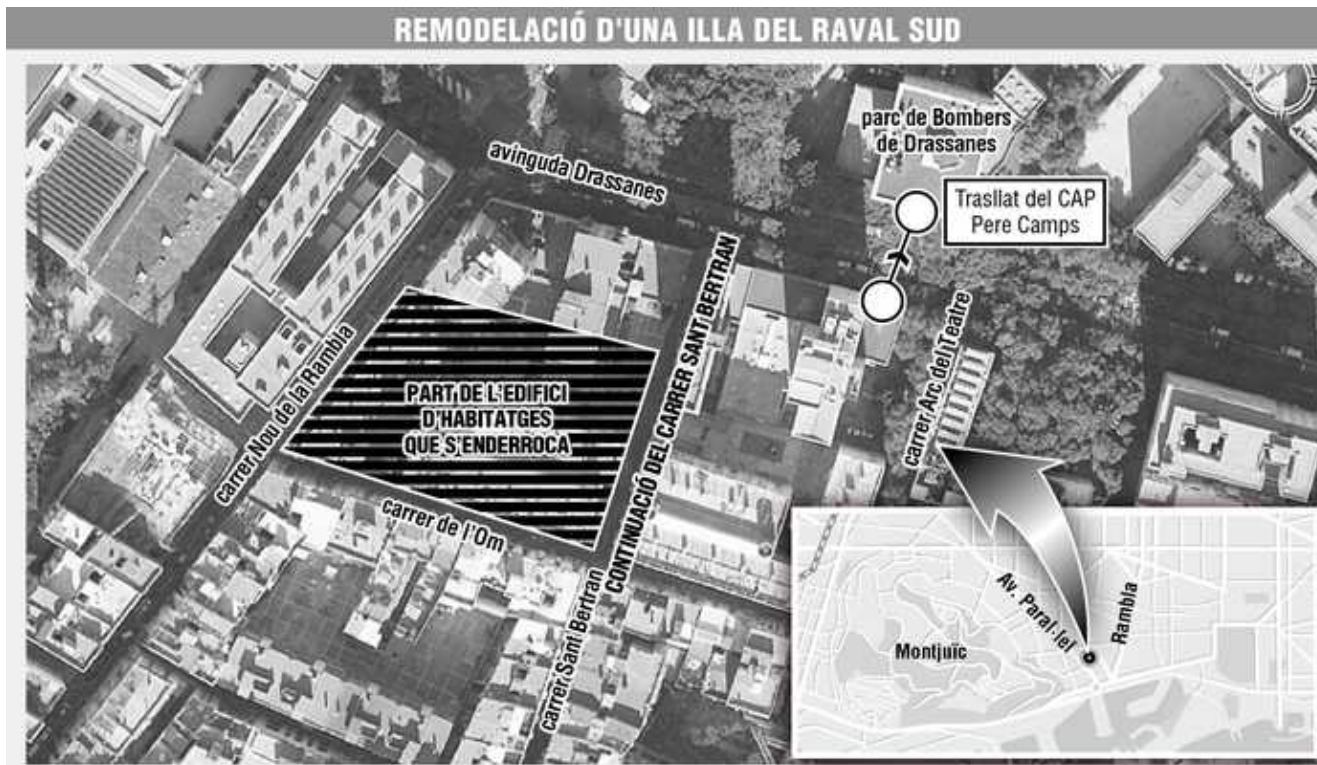 REMODELACIÓ D'UNA ILLA DEL RAVAL SUD
parc de Bombers
de Drassanes
avinguda Drassanes
Trasllat del CAP
Pere Camps
CONTINUACIÓ DEL CARRER SANT BERTRAN
carrer Arc del Teatre
carrer Nou de la Rambla
PART DE L'EDIFICI
D'HABITATGES
QUE S'ENDERROCA
carrer de l'Om
carrer Sant Bertran
Av. Paral·lel
Rambla
Montjuïc